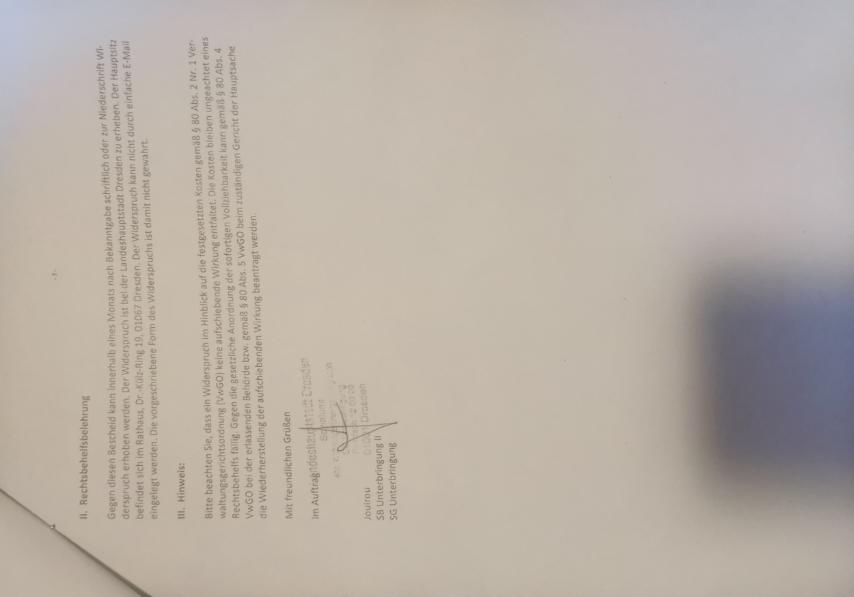 -3-
II. Rechtsbehelfsbelehrung
Gegen diesen Bescheid kann innerhalb eines Monats nach Bekanntgabe schriftlich oder zur Niederschrift Wi-
derspruch erhoben werden. Der Widerspruch ist bei der Landeshauptstadt Dresden zu erheben. Der Hauptsitz
befindet sich im Rathaus, Dr.-Külz-Ring 19, 01067 Dresden. Der Widerspruch kann nicht durch einfache E-Mail
eingelegt werden. Die vorgeschriebene Form des Widerspruchs ist damit nicht gewahrt.
III. Hinweis:
Bitte beachten Sie, dass ein Widerspruch im Hinblick auf die festgesetzten Kosten gemäß § 80 Abs. 2 Nr. 1 Ver-
waltungsgerichtsordnung (VwGO) keine aufschiebende Wirkung entfaltet. Die Kosten bleiben ungeachtet eines
Rechtsbehelfs fällig. Gegen die gesetzliche Anordnung der sofortigen Vollziehbarkeit kann gemäß § 80 Abs. 4
VwGO bei der erlassenden Behörde bzw. gemäß § 80 Abs. 5 VwGO beim zuständigen Gericht der Hauptsache
die Wiederherstellung der aufschiebenden Wirkung beantragt werden.
Mit freundlichen Grüßen
Im Auftrag
Landeshauptstadt Dresden
Dresden
Joulrou
SB Unterbringung II
SG Unterbringung